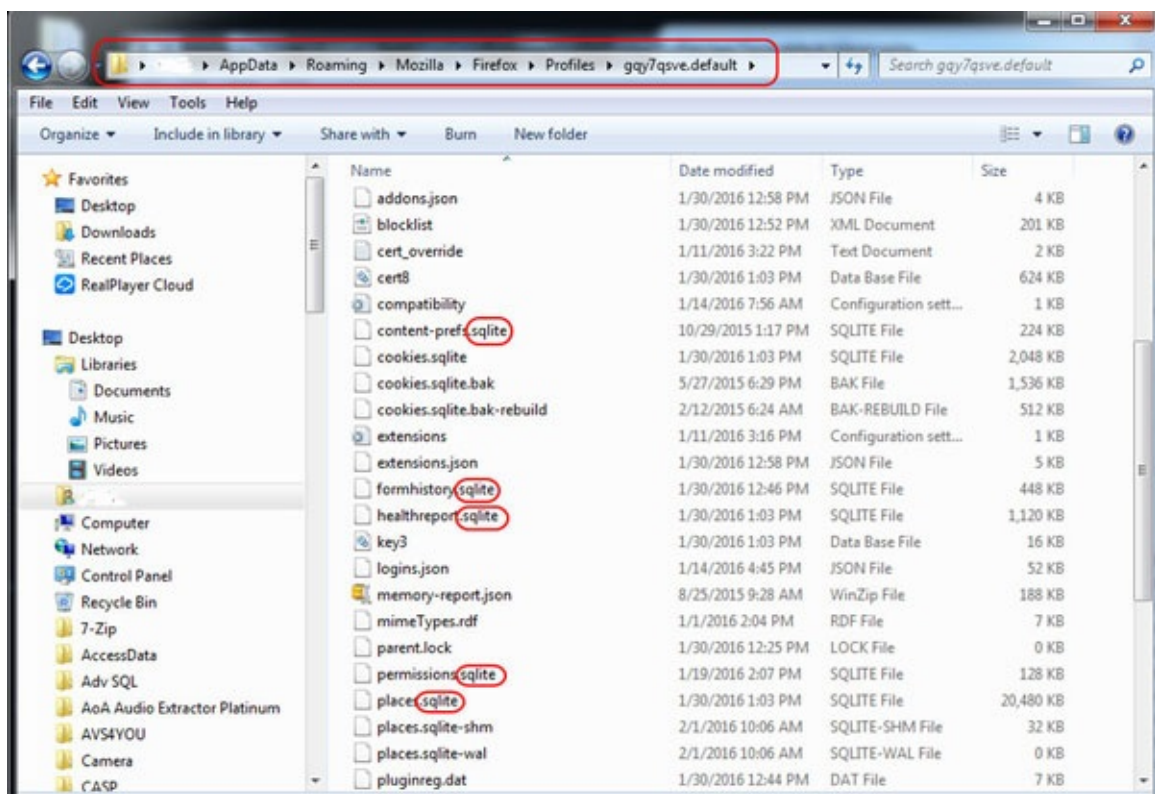 AppData Roaming Mozilla Firefox Profiles gqy7qsve.default Search gqy7qsve.default
File Edit View Tools Help
Organize Include in library Share with Burn New folder
Favorites
Desktop
Downloads
Recent Places
RealPlayer Cloud
Desktop
Libraries
Documents
Music
Pictures
Videos
Computer
Network
Control Panel
Recycle Bin
7-Zip
AccessData
Adv SQL
AoA Audio Extractor Platinum
AVS4YOU
Camera
CASP
Name Date modified Type Size
addons.json 1/30/2016 12:58 PM JSON File 4 KB
blocklist 1/30/2016 12:52 PM XML Document 201 KB
cert_override 1/11/2016 3:22 PM Text Document 2 KB
cert8 1/30/2016 1:03 PM Data Base File 624 KB
compatibility 1/14/2016 7:56 AM Configuration sett... 1 KB
content-prefs.sqlite 10/29/2015 1:17 PM SQLITE File 224 KB
cookies.sqlite 1/30/2016 1:03 PM SQLITE File 2,048 KB
cookies.sqlite.bak 5/27/2015 6:29 PM BAK File 1,536 KB
cookies.sqlite.bak-rebuild 2/12/2015 6:24 AM BAK-REBUILD File 512 KB
extensions 1/11/2016 3:16 PM Configuration sett... 1 KB
extensions.json 1/30/2016 12:58 PM JSON File 5 KB
formhistory.sqlite 1/30/2016 12:46 PM SQLITE File 448 KB
healthreport.sqlite 1/30/2016 1:03 PM SQLITE File 1,120 KB
key3 1/30/2016 1:03 PM Data Base File 16 KB
logins.json 1/14/2016 4:45 PM JSON File 52 KB
memory-report.json 8/25/2015 9:28 AM WinZip File 188 KB
mimeTypes.rdf 1/1/2016 2:04 PM RDF File 7 KB
parent.lock 1/30/2016 12:25 PM LOCK File 0 KB
permissions.sqlite 1/19/2016 2:07 PM SQLITE File 128 KB
places.sqlite 1/30/2016 1:03 PM SQLITE File 20,480 KB
places.sqlite-shm 2/1/2016 10:06 AM SQLITE-SHM File 32 KB
places.sqlite-wal 2/1/2016 10:06 AM SQLITE-WAL File 0 KB
pluginreg.dat 1/30/2016 12:44 PM DAT File 7 KB